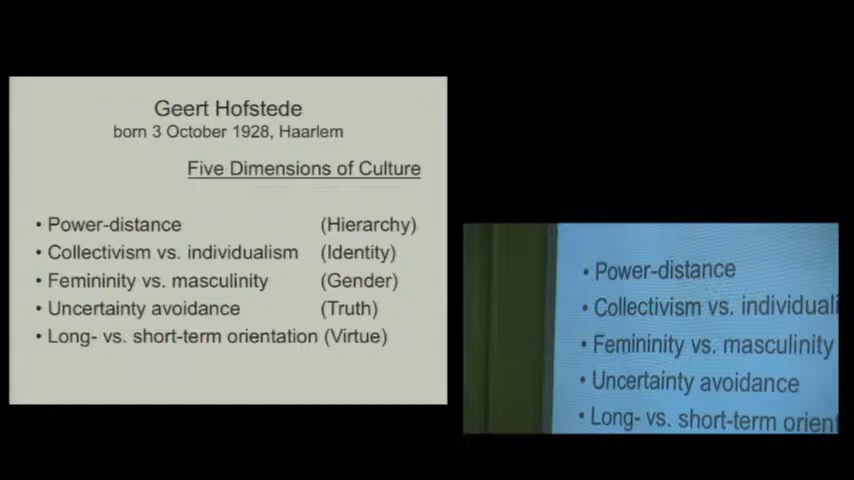 Geert Hofstede
born 3 October 1928, Haarlem
Five Dimensions of Culture
• Power-distance (Hierarchy)
• Collectivism vs. individualism (Identity)
• Femininity vs. masculinity (Gender)
• Uncertainty avoidance (Truth)
• Long- vs. short-term orientation (Virtue)
• Power-distance
• Collectivism vs. individuali
• Femininity vs. masculinity
• Uncertainty avoidance
• Long- vs. short-term orien